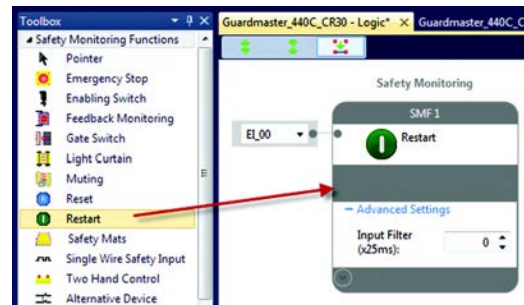 Toolbox
Safety Monitoring Functions
Pointer
Emergency Stop
Enabling Switch
Feedback Monitoring
Gate Switch
Light Curtain
Muting
Reset
Restart
Safety Mats
Single Wire Safety Input
Two Hand Control
Alternative Device
Guardmaster_440C_CR30 - Logic*
Guardmaster_440C_C
Safety Monitoring
SMF 1
EI_00
Restart
Advanced Settings
Input Filter
(x25ms):
0